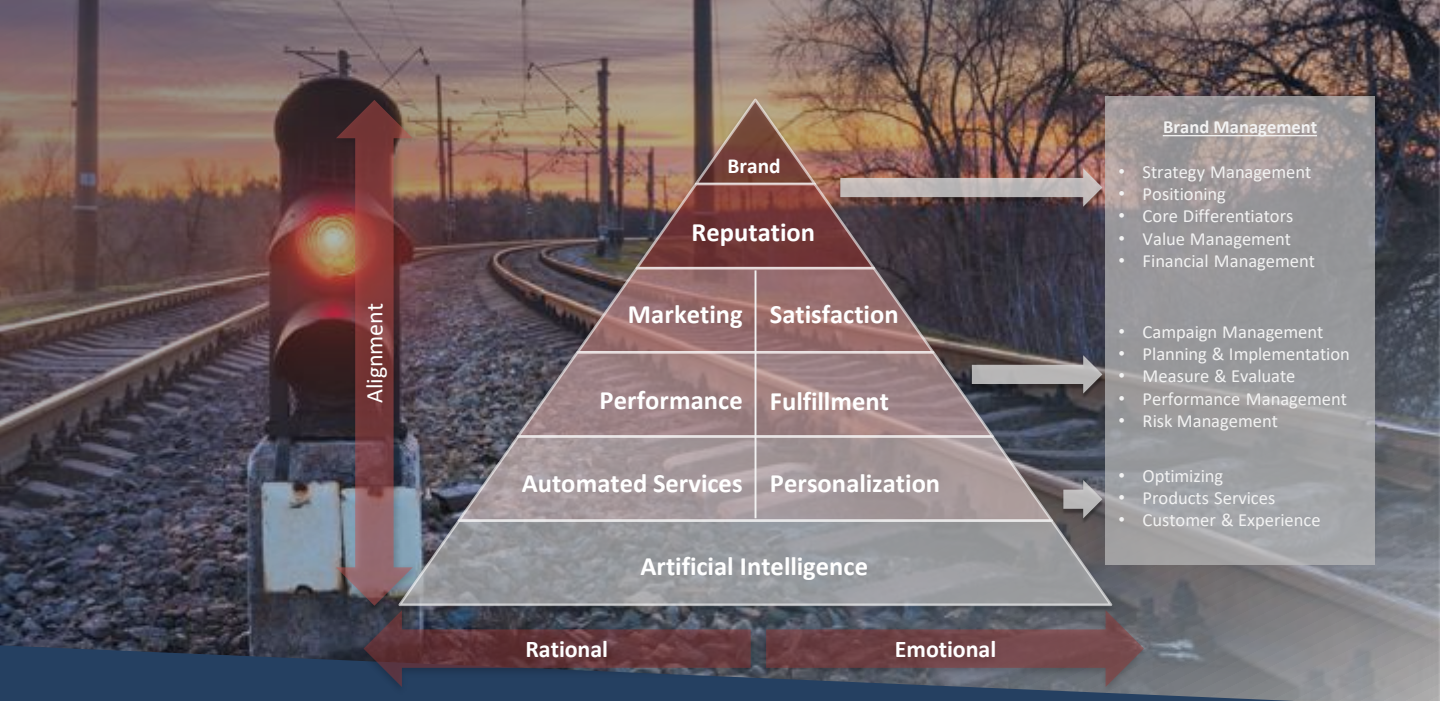 Brand Management
• Strategy Management
• Positioning
• Core Differentiators
• Value Management
• Financial Management
• Campaign Management
• Planning & Implementation
• Measure & Evaluate
• Performance Management
• Risk Management
• Optimizing
• Products Services
• Customer & Experience
Brand
Reputation
Marketing Satisfaction
Performance Fulfillment
Automated Services Personalization
Artificial Intelligence
Alignment
Rational Emotional